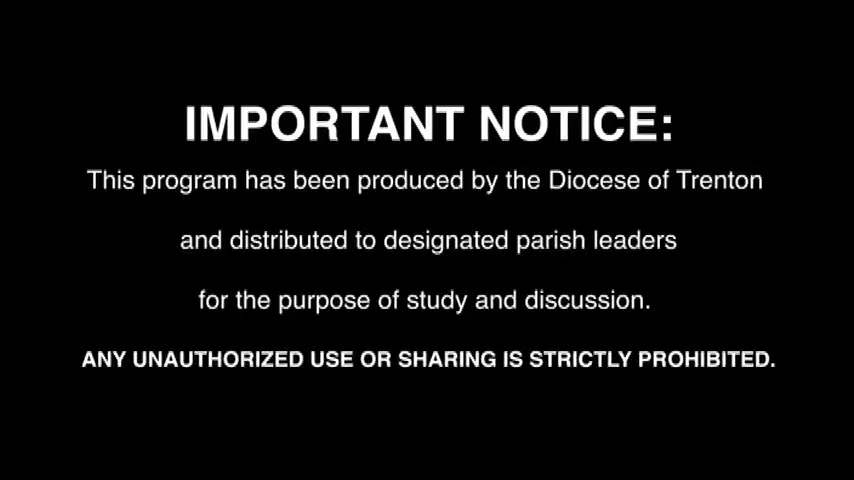 IMPORTANT NOTICE:
This program has been produced by the Diocese of Trenton
and distributed to designated parish leaders
for the purpose of study and discussion.
ANY UNAUTHORIZED USE OR SHARING IS STRICTLY PROHIBITED.